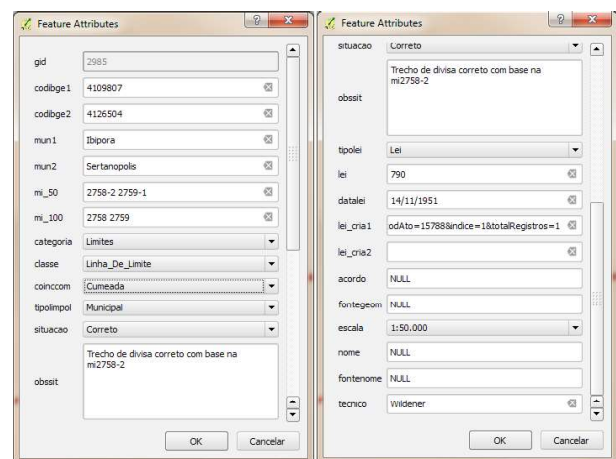 Feature Attributes
gid 2985
codibge1 4109807
codibge2 4126504
mun1 Ibipora
mun2 Sertanopolis
mi_50 2758-2 2759-1
mi_100 2758 2759
categoria Limites
classe Linha_De_Limite
coinccom Cumeada
tipolimpol Municipal
situacao Correto
obssit Trecho de divisa correto com base na
mi2758-2
OK Cancelar
Feature Attributes
situacao Correto
obssit Trecho de divisa correto com base na
mi2758-2
tipolei Lei
lei 790
datalei 14/11/1951
lei_cria1 odAto=15788&indice=1&totalRegistros=1
lei_cria2
acordo NULL
fontegeom NULL
escala 1:50.000
nome NULL
fontenome NULL
tecnico Wildener
OK Cancelar